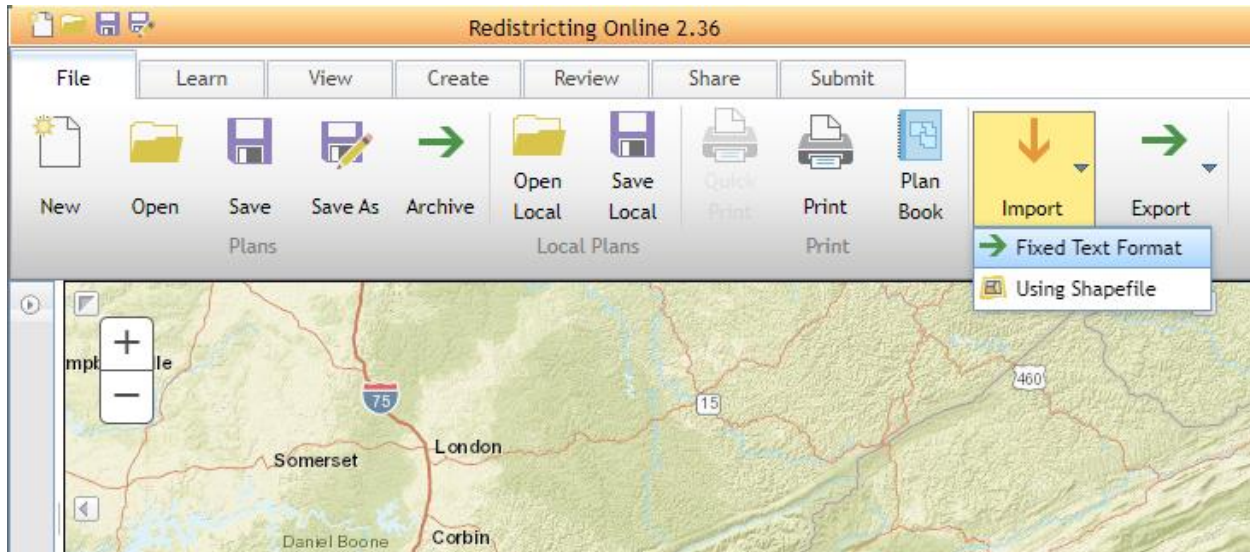 Redistricting Online 2.36
File Learn View Create Review Share Submit
New Open Save Save As Archive Open Local Save Local Quick Print Print Plan Book Import Export
Plans Local Plans Print
Fixed Text Format
Using Shapefile
75
15
460
London
Somerset
Daniel Boone
Corbin